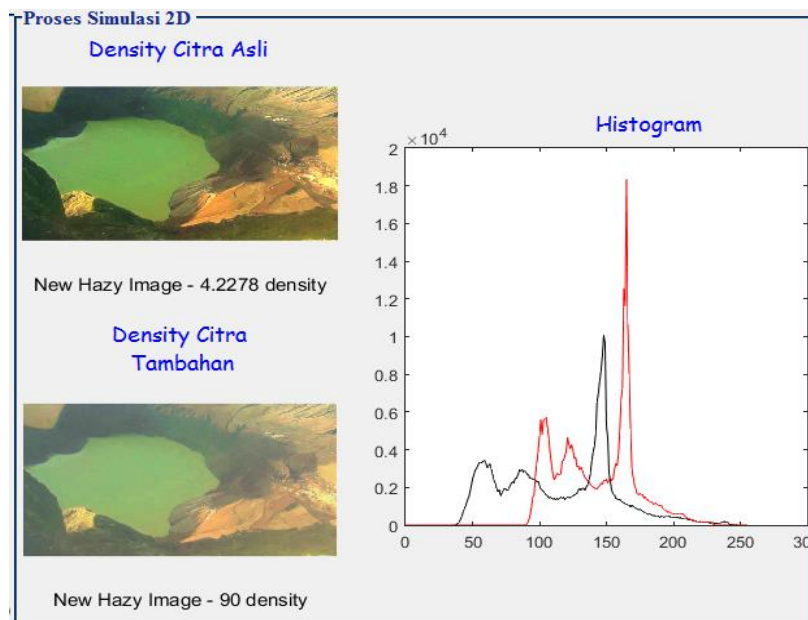 Proses Simulasi 2D
Density Citra Asli
New Hazy Image - 4.2278 density
Density Citra
Tambahan
New Hazy Image - 90 density
Histogram
×10⁴
2
1.8
1.6
1.4
1.2
1
0.8
0.6
0.4
0.2
0
0 50 100 150 200 250 300